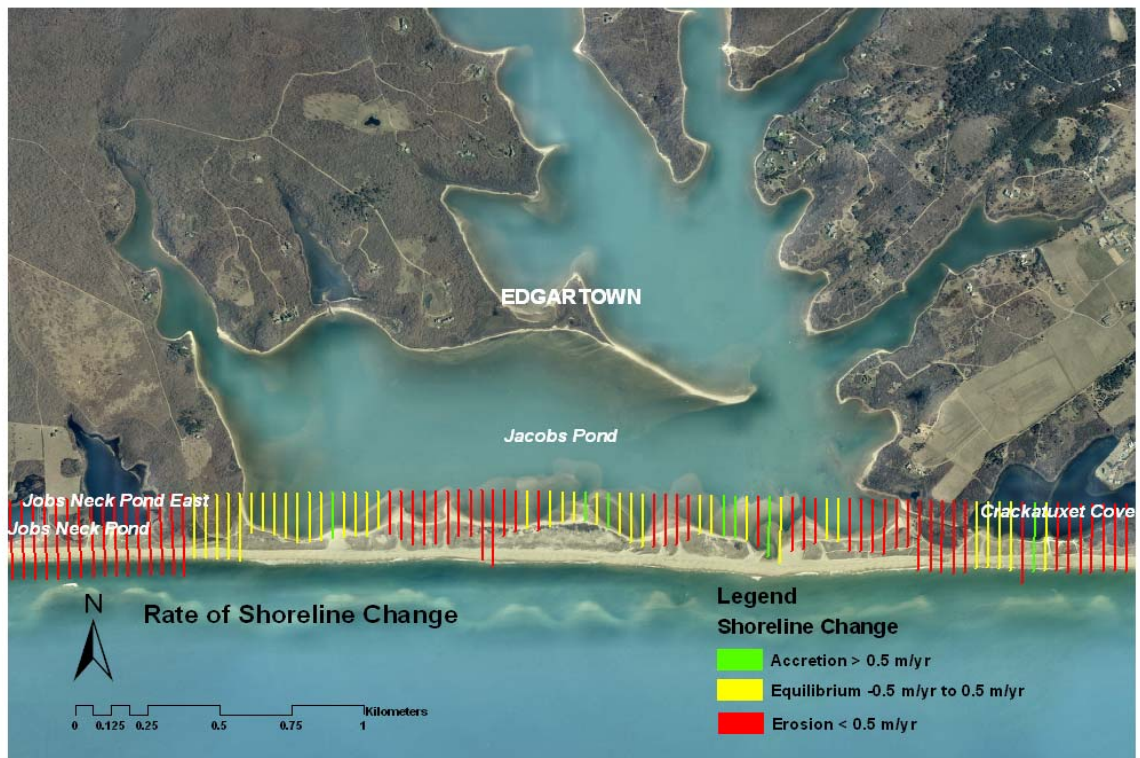 EDGARTOWN
Jacobs Pond
Jobs Neck Pond East
Crackatuxet Cove
Jobs Neck Pond
N
Rate of Shoreline Change
Kilometers
0 0.125 0.25 0.5 0.75 1
Legend
Shoreline Change
Accretion > 0.5 m/yr
Equilibrium -0.5 m/yr to 0.5 m/yr
Erosion < 0.5 m/yr